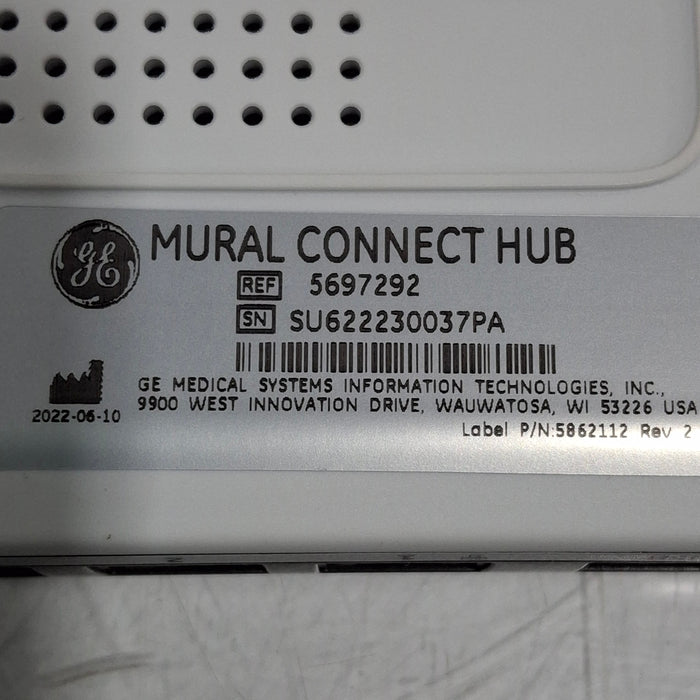 GE MURAL CONNECT HUB
REF 5697292
SN SU622230037PA
GE MEDICAL SYSTEMS INFORMATION TECHNOLOGIES, INC.,
9900 WEST INNOVATION DRIVE, WAUWATOSA, WI 53226 USA
2022-06-10
Label P/N:5862112 Rev 2